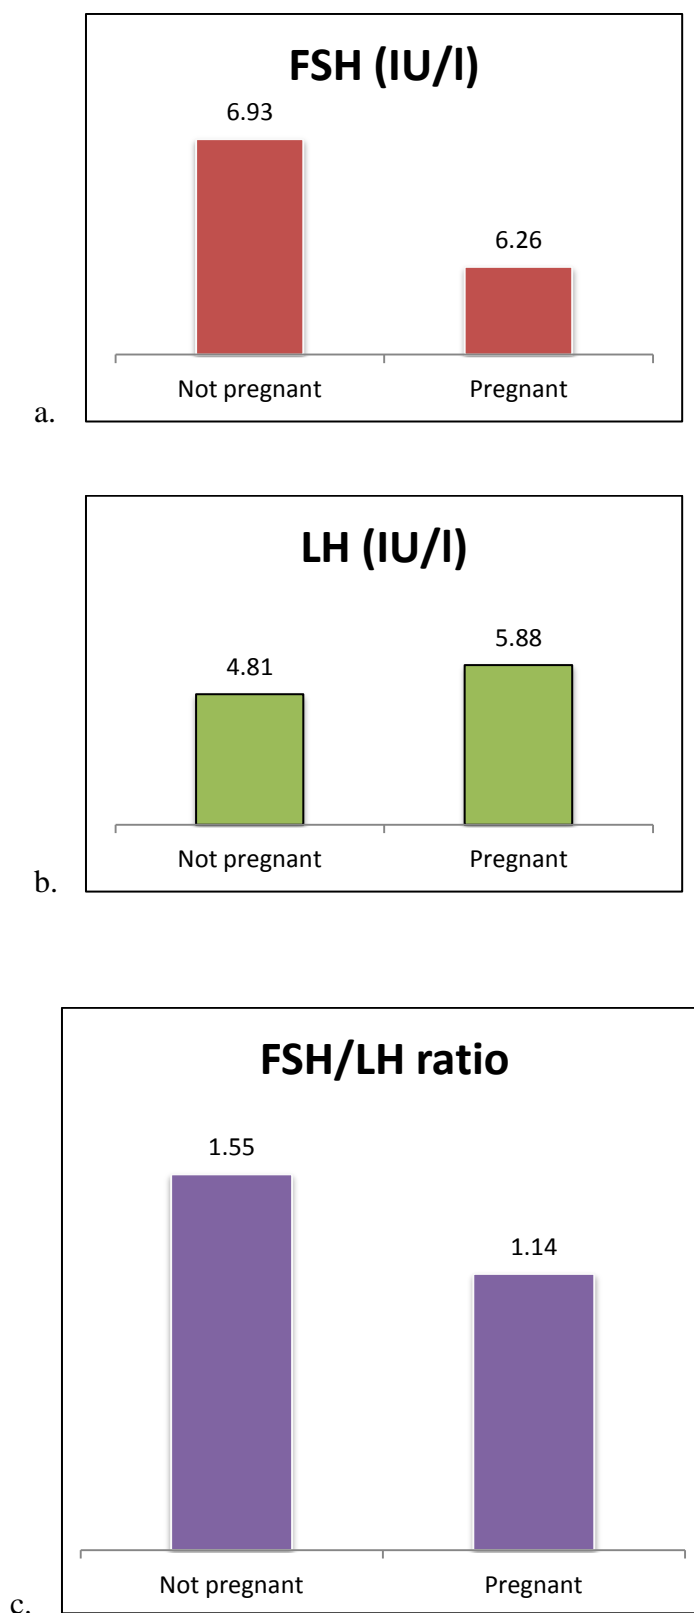 FSH (IU/l)
6.93
6.26
Not pregnant Pregnant
a.
LH (IU/l)
4.81
5.88
Not pregnant Pregnant
b.
FSH/LH ratio
1.55
1.14
Not pregnant Pregnant
c.